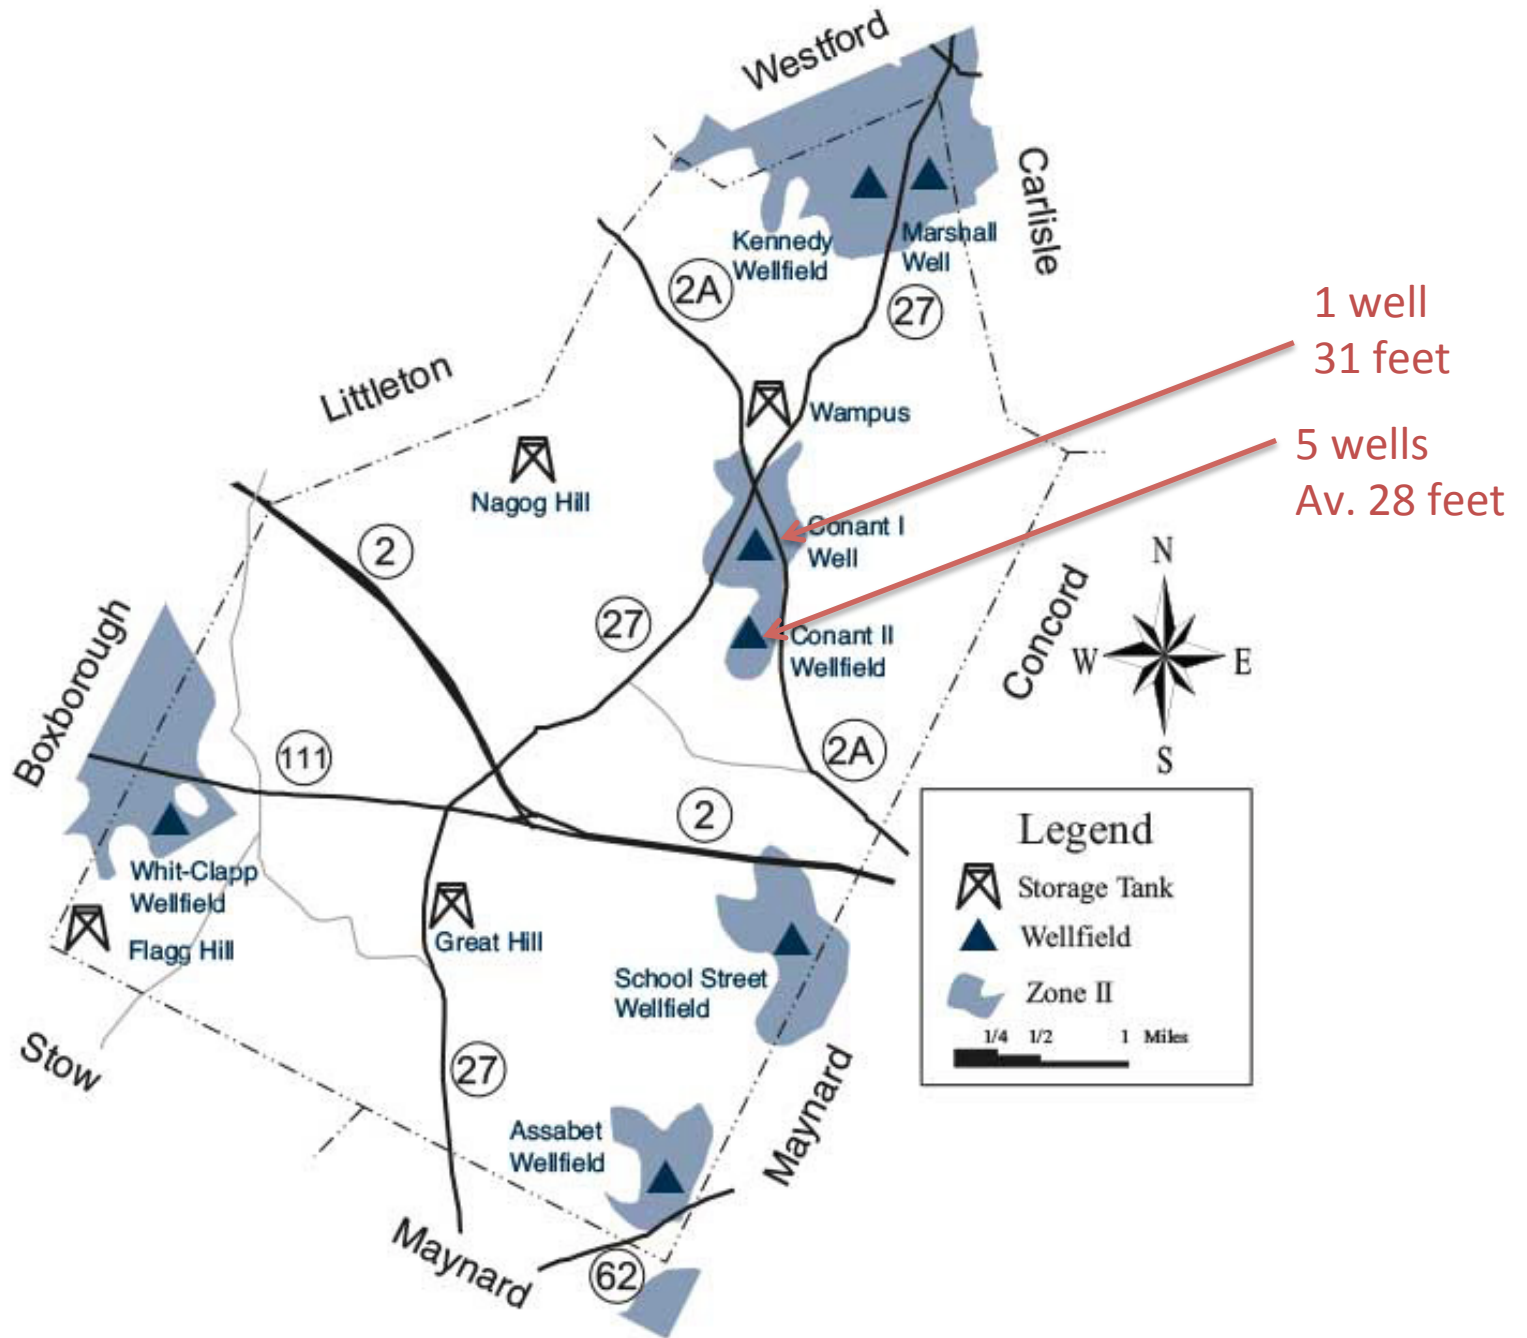 Westford
Carlisle
Kennedy
Wellfield
Marshall
Well
2A
27
1 well
31 feet
Littleton
Wampus
5 wells
Av. 28 feet
Nagog Hill
Conant I
Well
2
27
Conant II
Wellfield
Concord
N
W
E
S
Boxborough
111
2A
2
Whit-Clapp
Wellfield
Flagg Hill
Great Hill
School Street
Wellfield
Legend
Storage Tank
Wellfield
Zone II
1/4 1/2 1 Miles
Stow
27
Assabet
Wellfield
Maynard
Maynard
62